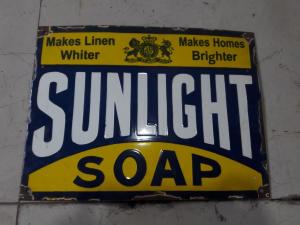 Makes Linen Makes Homes
Whiter Brighter
SUNLIGHT
SOAP